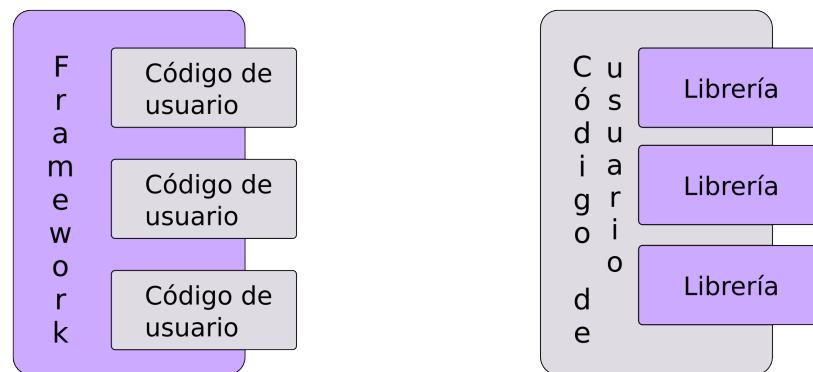 Framework
Código de
usuario
Código de
usuario
Código de
usuario
Código de
usuario
Librería
Librería
Librería